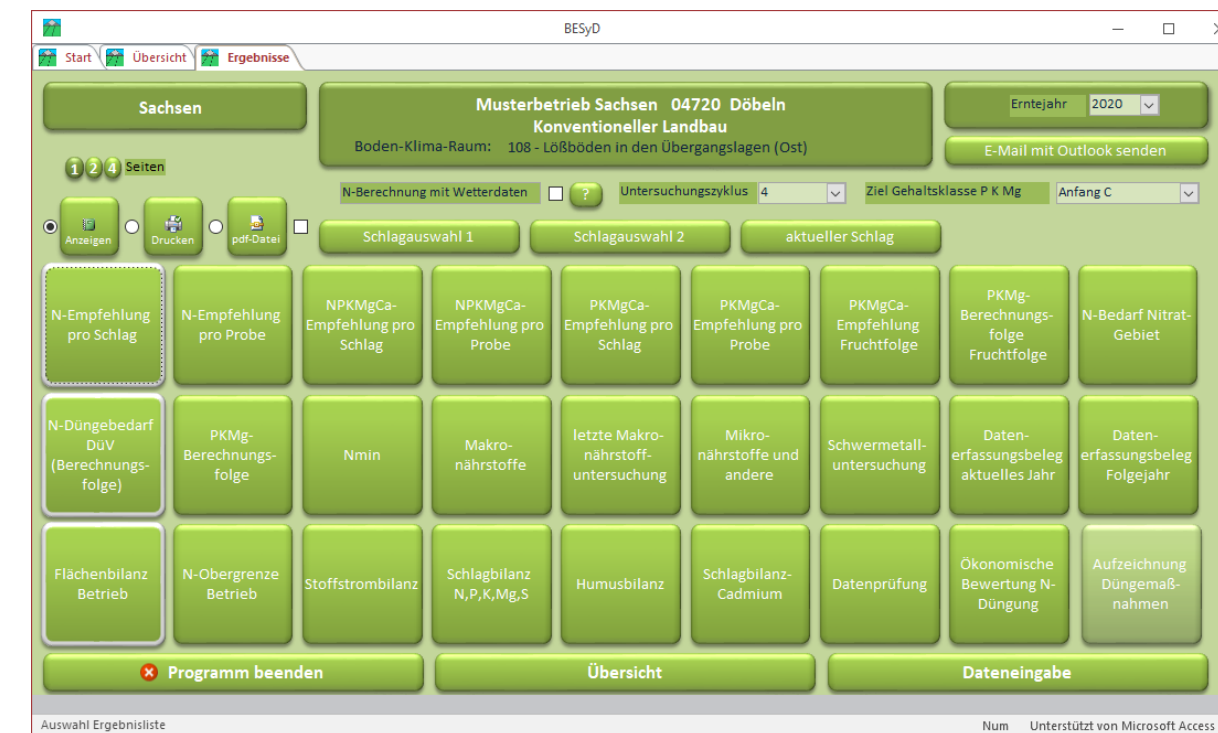 BESyD
Start Übersicht Ergebnisse
Sachsen
Musterbetrieb Sachsen 04720 Döbeln
Konventioneller Landbau
Boden-Klima-Raum: 108 - Lößböden in den Übergangslagen (Ost)
Erntejahr 2020
E-Mail mit Outlook senden
1 2 4 Seiten
N-Berechnung mit Wetterdaten ? Untersuchungszyklus 4 Ziel Gehaltsklasse P K Mg Anfang C
Anzeigen Drucken pdf-Datei
Schlagauswahl 1 Schlagauswahl 2 aktueller Schlag
N-Empfehlung
pro Schlag
N-Empfehlung
pro Probe
NPKMgCa-
Empfehlung pro
Schlag
NPKMgCa-
Empfehlung pro
Probe
PKMgCa-
Empfehlung pro
Schlag
PKMgCa-
Empfehlung pro
Probe
PKMgCa-
Empfehlung
Fruchtfolge
PKMg-
Berechnungs-
folge
Fruchtfolge
N-Bedarf Nitrat-
Gebiet
N-Düngebedarf
DüV
(Berechnungs-
folge)
PKMg-
Berechnungs-
folge
Nmin
Makro-
nährstoffe
letzte Makro-
nährstoff-
untersuchung
Mikro-
nährstoffe und
andere
Schwermetall-
untersuchung
Daten-
erfassungsbeleg
aktuelles Jahr
Daten-
erfassungsbeleg
Folgejahr
Flächenbilanz
Betrieb
N-Obergrenze
Betrieb
Stoffstrombilanz
Schlagbilanz
N,P,K,Mg,S
Humusbilanz
Schlagbilanz-
Cadmium
Datenprüfung
Ökonomische
Bewertung N-
Düngung
Aufzeichnung
Düngemaß-
nahmen
Programm beenden Übersicht Dateneingabe
Auswahl Ergebnisliste Num Unterstützt von Microsoft Access